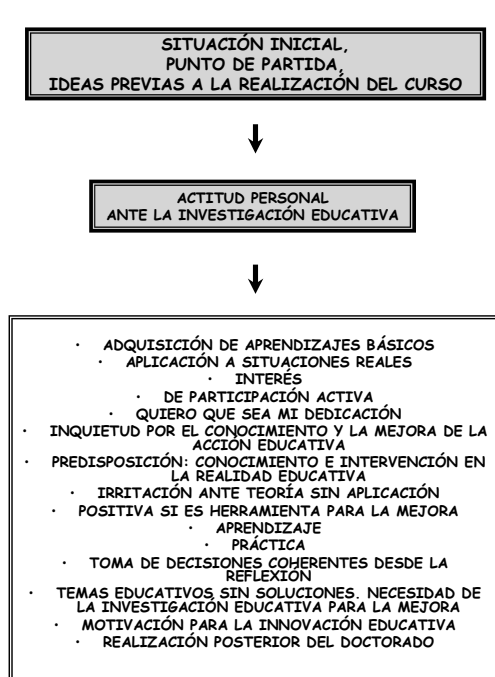 SITUACIÓN INICIAL,
PUNTO DE PARTIDA,
IDEAS PREVIAS A LA REALIZACIÓN DEL CURSO
ACTITUD PERSONAL
ANTE LA INVESTIGACIÓN EDUCATIVA
· ADQUISICIÓN DE APRENDIZAJES BÁSICOS
· APLICACIÓN A SITUACIONES REALES
· INTERÉS
· DE PARTICIPACIÓN ACTIVA
· QUIERO QUE SEA MI DEDICACIÓN
· INQUIETUD POR EL CONOCIMIENTO Y LA MEJORA DE LA
ACCIÓN EDUCATIVA
· PREDISPOSICIÓN: CONOCIMIENTO E INTERVENCIÓN EN
LA REALIDAD EDUCATIVA
· IRRITACIÓN ANTE TEORÍA SIN APLICACIÓN
· POSITIVA SI ES HERRAMIENTA PARA LA MEJORA
· APRENDIZAJE
· PRÁCTICA
· TOMA DE DECISIONES COHERENTES DESDE LA
REFLEXIÓN
· TEMAS EDUCATIVOS SIN SOLUCIONES. NECESIDAD DE
LA INVESTIGACIÓN EDUCATIVA PARA LA MEJORA
· MOTIVACIÓN PARA LA INNOVACIÓN EDUCATIVA
· REALIZACIÓN POSTERIOR DEL DOCTORADO